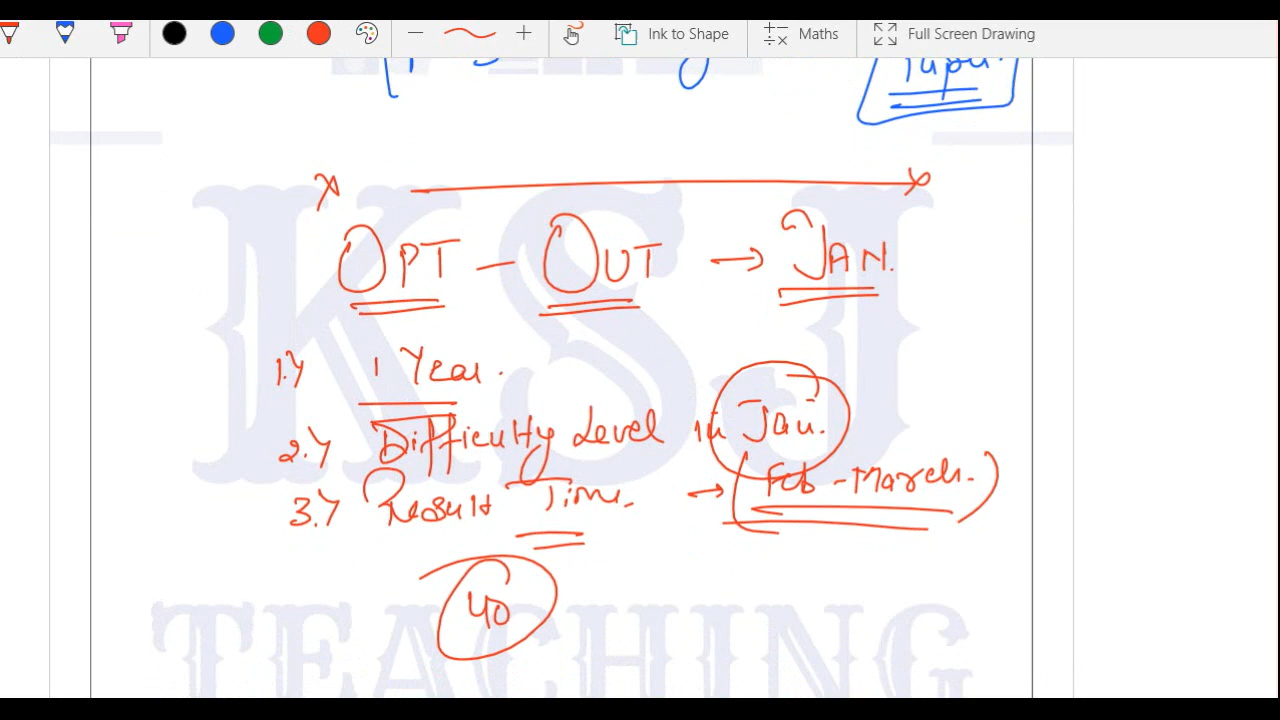 Ink to Shape Maths Full Screen Drawing
OPT - OUT → JAN.
1.) 1 Year.
2.) Difficulty Level in Jan.
3.) Result Time. → (Feb - March.)
40
KSJ
TEACHING